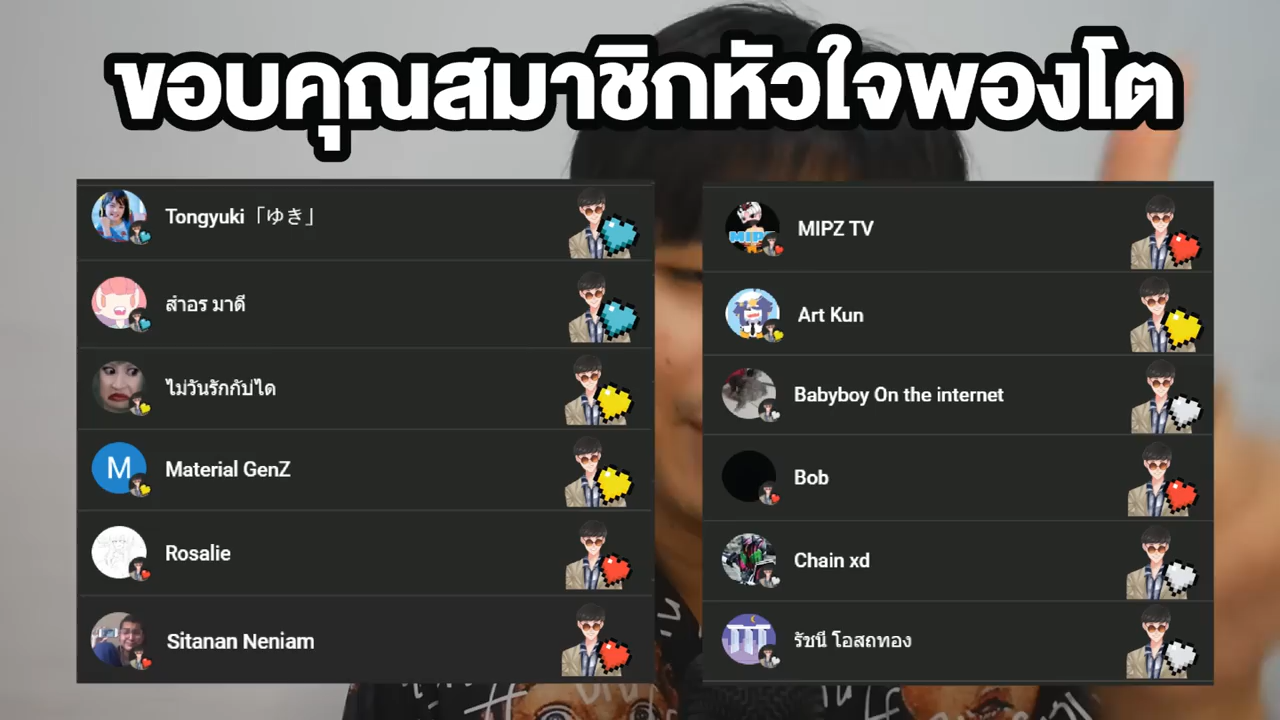 ขอบคุณสมาชิกหัวใจพองโต
Tongyuki「ゆき」
สำอร มาดี
ไม่วันรักกับได
M
Material GenZ
Rosalie
Sitanan Neniam
MIPZ TV
MIPZ
Art Kun
Babyboy On the internet
Bob
Chain xd
รัชนี โอสถทอง